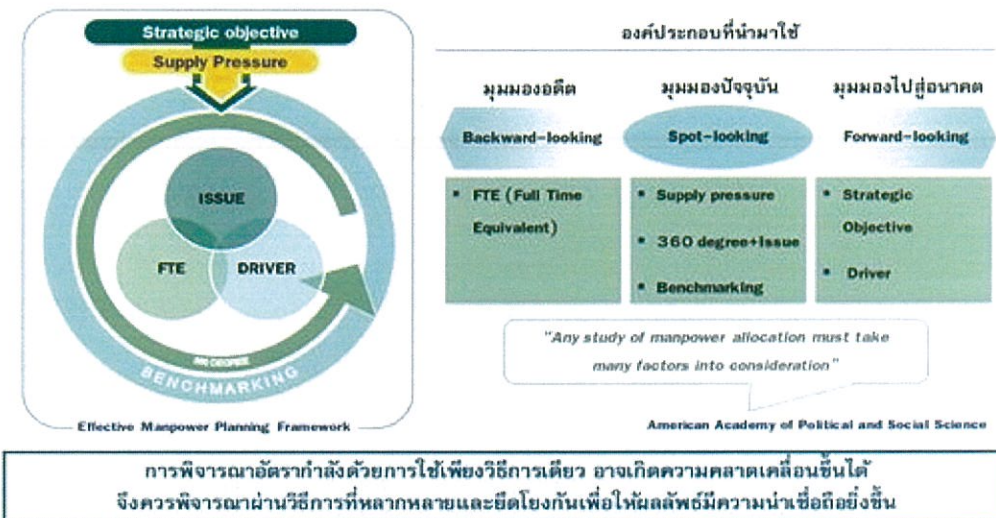 Strategic objective
Supply Pressure
ISSUE
FTE
DRIVER
360 DEGREE
BENCHMARKING
Effective Manpower Planning Framework
องค์ประกอบที่นำมาใช้
มุมมองอดีต
มุมมองปัจจุบัน
มุมมองไปสู่อนาคต
Backward-looking
Spot-looking
Forward-looking
▪ FTE (Full Time
Equivalent)
▪ Supply pressure
▪ 360 degree+Issue
▪ Benchmarking
▪ Strategic
Objective
▪ Driver
"Any study of manpower allocation must take
many factors into consideration"
American Academy of Political and Social Science
การพิจารณาอัตรากำลังด้วยการใช้เพียงวิธีการเดียว อาจเกิดความคลาดเคลื่อนขึ้นได้
จึงควรพิจารณาผ่านวิธีการที่หลากหลายและยึดโยงกันเพื่อให้ผลลัพธ์มีความน่าเชื่อถือยิ่งขึ้น